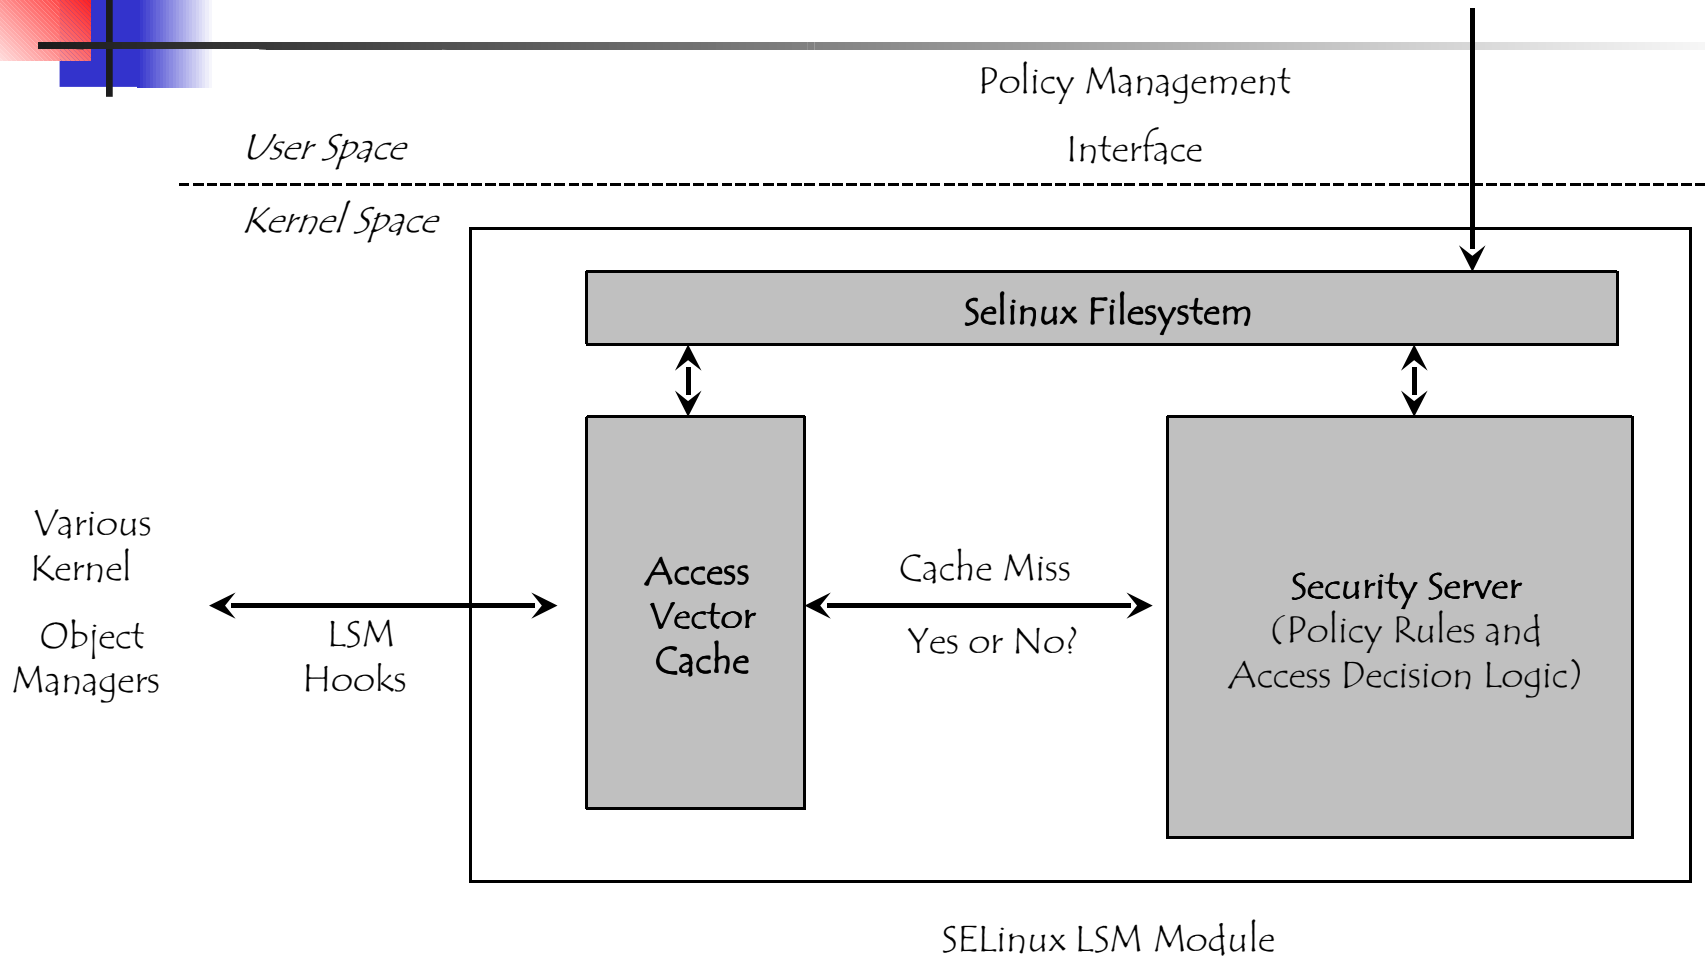 Policy Management
Interface
User Space
Kernel Space
Selinux Filesystem
Various
Kernel
Object
Managers
LSM
Hooks
Access
Vector
Cache
Cache Miss
Yes or No?
Security Server
(Policy Rules and
Access Decision Logic)
SELinux LSM Module